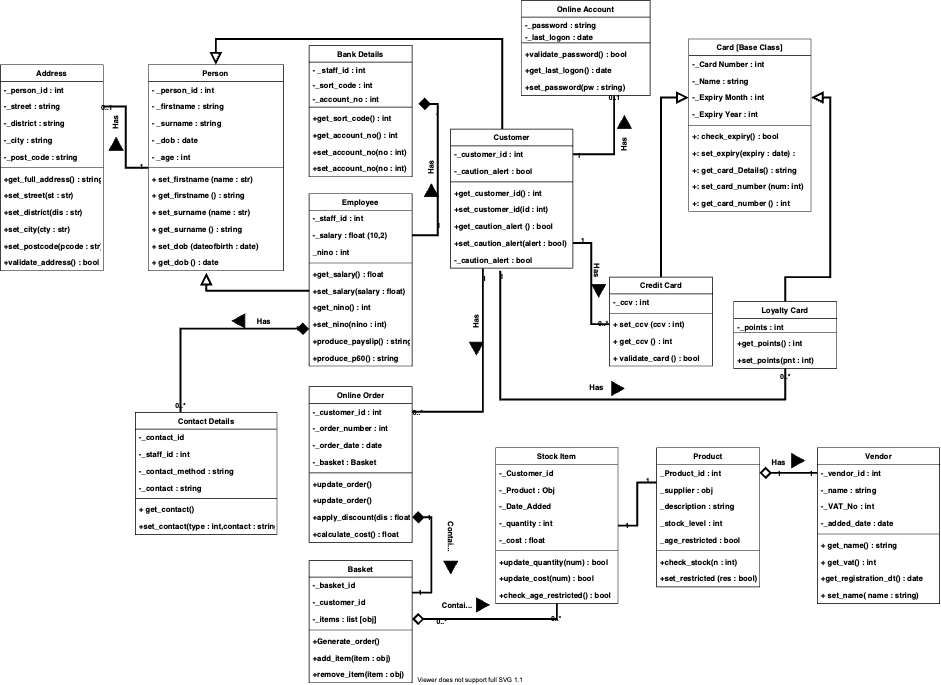 Online Account
-_password : string
-_last_logon : date
+validate_password() : bool
+get_last_logon() : date
+set_password(pw : string)
0..1
Card [Base Class]
-_Card Number : int
-_Name : string
-_Expiry Month : int
-_Expiry Year : int
+: check_expiry() : bool
+: set_expiry(expiry : date) :
+: get_card_Details() : string
+: set_card_number (num: int)
+: get_card_number () : int
Address
-_person_id : int
-_street : string
-_district : string
-_city : string
-_post_code : string
+get_full_address() : string
+set_street(st : str)
+set_district(dis : str)
+set_city(cty : str)
+set_postcode(pcode : str)
+validate_address() : bool
0..1
Has
1
Person
-_person_id : int
-_firstname : string
-_surname : string
-_dob : date
-_age : int
+ set_firstname (name : str)
+ get_firstname () : string
+ set_surname (name : str)
+ get_surname () : string
+ set_dob (dateofbirth : date)
+ get_dob () : date
Bank Details
-_staff_id : int
-_sort_code : int
-_account_no : int
+get_sort_code() : int
+get_account_no() : int
+set_account_no(no : int)
+set_account_no(no : int)
Has
Customer
-_customer_id : int
-_caution_alert : bool
+get_customer_id() : int
+set_customer_id(id : int)
+get_caution_alert () : bool
+set_caution_alert(alert : bool)
-_caution_alert : bool
1
Has
1
Has
0..*
1
1
Employee
-_staff_id : int
-_salary : float (10,2)
_nino : int
+get_salary() : float
+set_salary(salary : float)
+get_nino() : int
+set_nino(nino : int)
+produce_payslip() : string
+produce_p60() : string
Has
0..*
Credit Card
-_ccv : int
+ set_ccv (ccv : int)
+ get_ccv () : int
+ validate_card () : bool
Loyalty Card
-_points : int
+get_points() : int
+set_points(pnt : int)
0..*
Has
Has
Contact Details
-_contact_id
-_staff_id : int
-_contact_method : string
-_contact : string
+ get_contact()
+set_contact(type : int,contact : string
Online Order
-_customer_id : int
-_order_number : int
-_order_date : date
-_basket : Basket
+update_order()
+update_order()
+apply_discount(dis : float
+calculate_cost() : float
0..*
1
Contai...
1
Basket
-_basket_id
-_customer_id
-_items : list [obj]
+Generate_order()
+add_item(item : obj)
+remove_item(item : obj)
Contai...
0..*
0..*
Stock Item
-_Customer_id
-_Product : Obj
-_Date_Added
-_quantity : int
-_cost : float
+update_quantity(num) : bool
+update_cost(num) : bool
+check_age_restricted() : bool
1
1
Product
_Product_id : int
_supplier : obj
_description : string
_stock_level : int
_age_restricted : bool
+check_stock(n : int)
+set_restricted (res : bool)
Has
1
1
Vendor
-_vendor_id : int
-_name : string
-_VAT_No : int
-_added_date : date
+ get_name() : string
+ get_vat() : int
+get_registration_dt() : date
+ set_name( name : string)
Viewer does not support full SVG 1.1